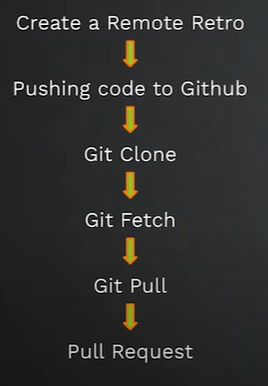 Create a Remote Retro
Pushing code to Github
Git Clone
Git Fetch
Git Pull
Pull Request